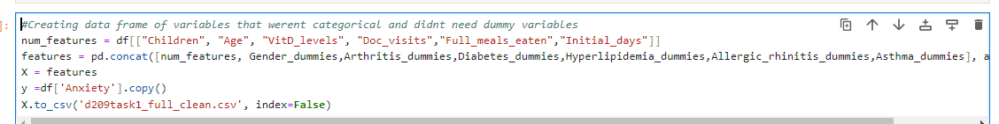 ]:
#Creating data frame of variables that werent categorical and didnt need dummy variables
num_features = df[["Children", "Age", "VitD_levels", "Doc_visits","Full_meals_eaten","Initial_days"]]
features = pd.concat([num_features, Gender_dummies,Arthritis_dummies,Diabetes_dummies,Hyperlipidemia_dummies,Allergic_rhinitis_dummies,Asthma_dummies], a
X = features
y =df['Anxiety'].copy()
X.to_csv('d209task1_full_clean.csv', index=False)